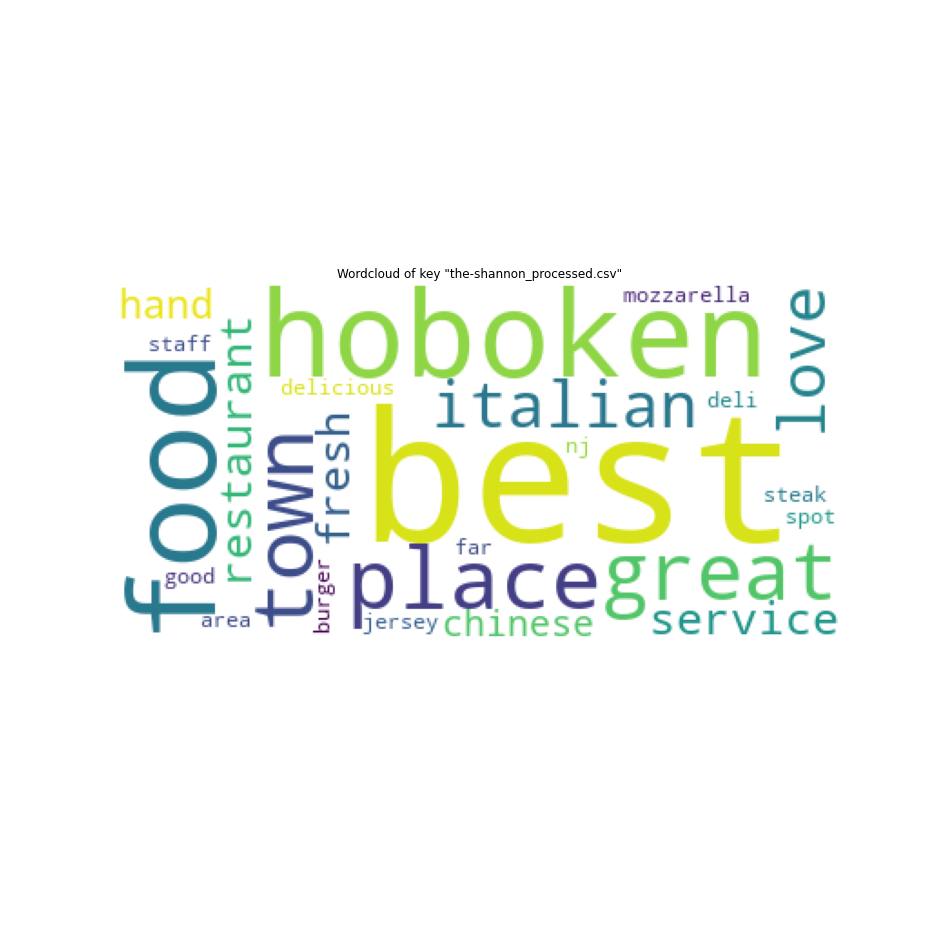 Wordcloud of key "the-shannon_processed.csv"
hand
hoboken
mozzarella
love
staff
restaurant
delicious
italian
deli
food
town
fresh
best
nj
steak
spot
good
far
place
great
burger
area
jersey
chinese
service